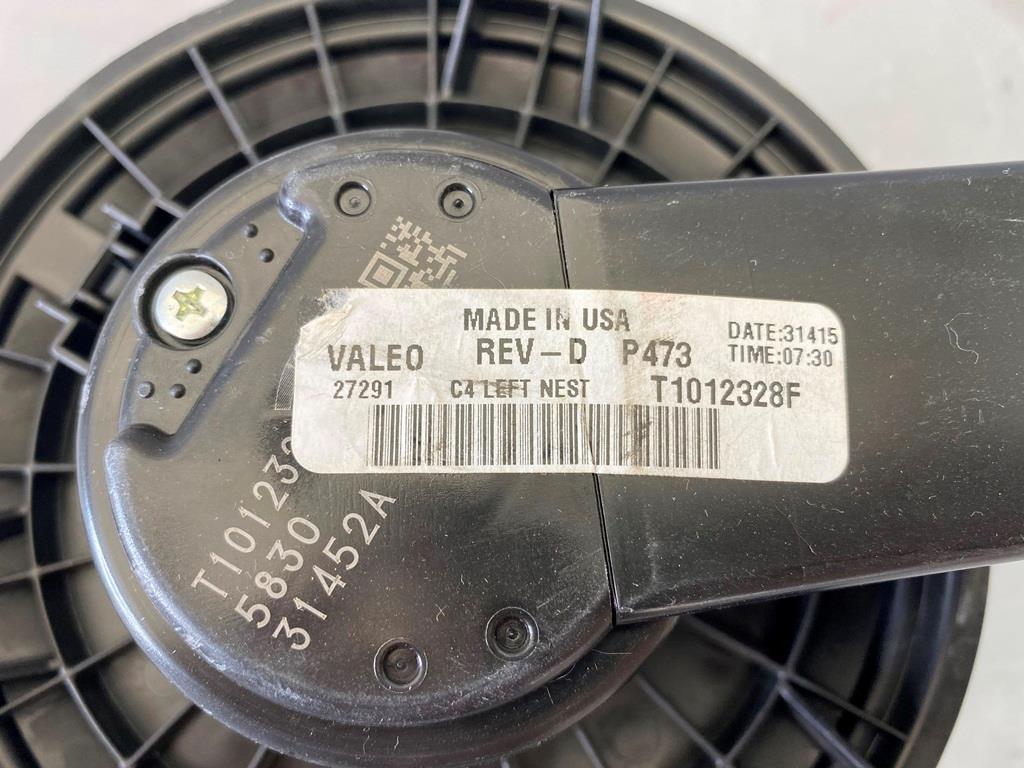 MADE IN USA
VALEO REV-D P473
DATE:31415
TIME:07:30
27291 C4 LEFT NEST T1012328F
5830
31452A